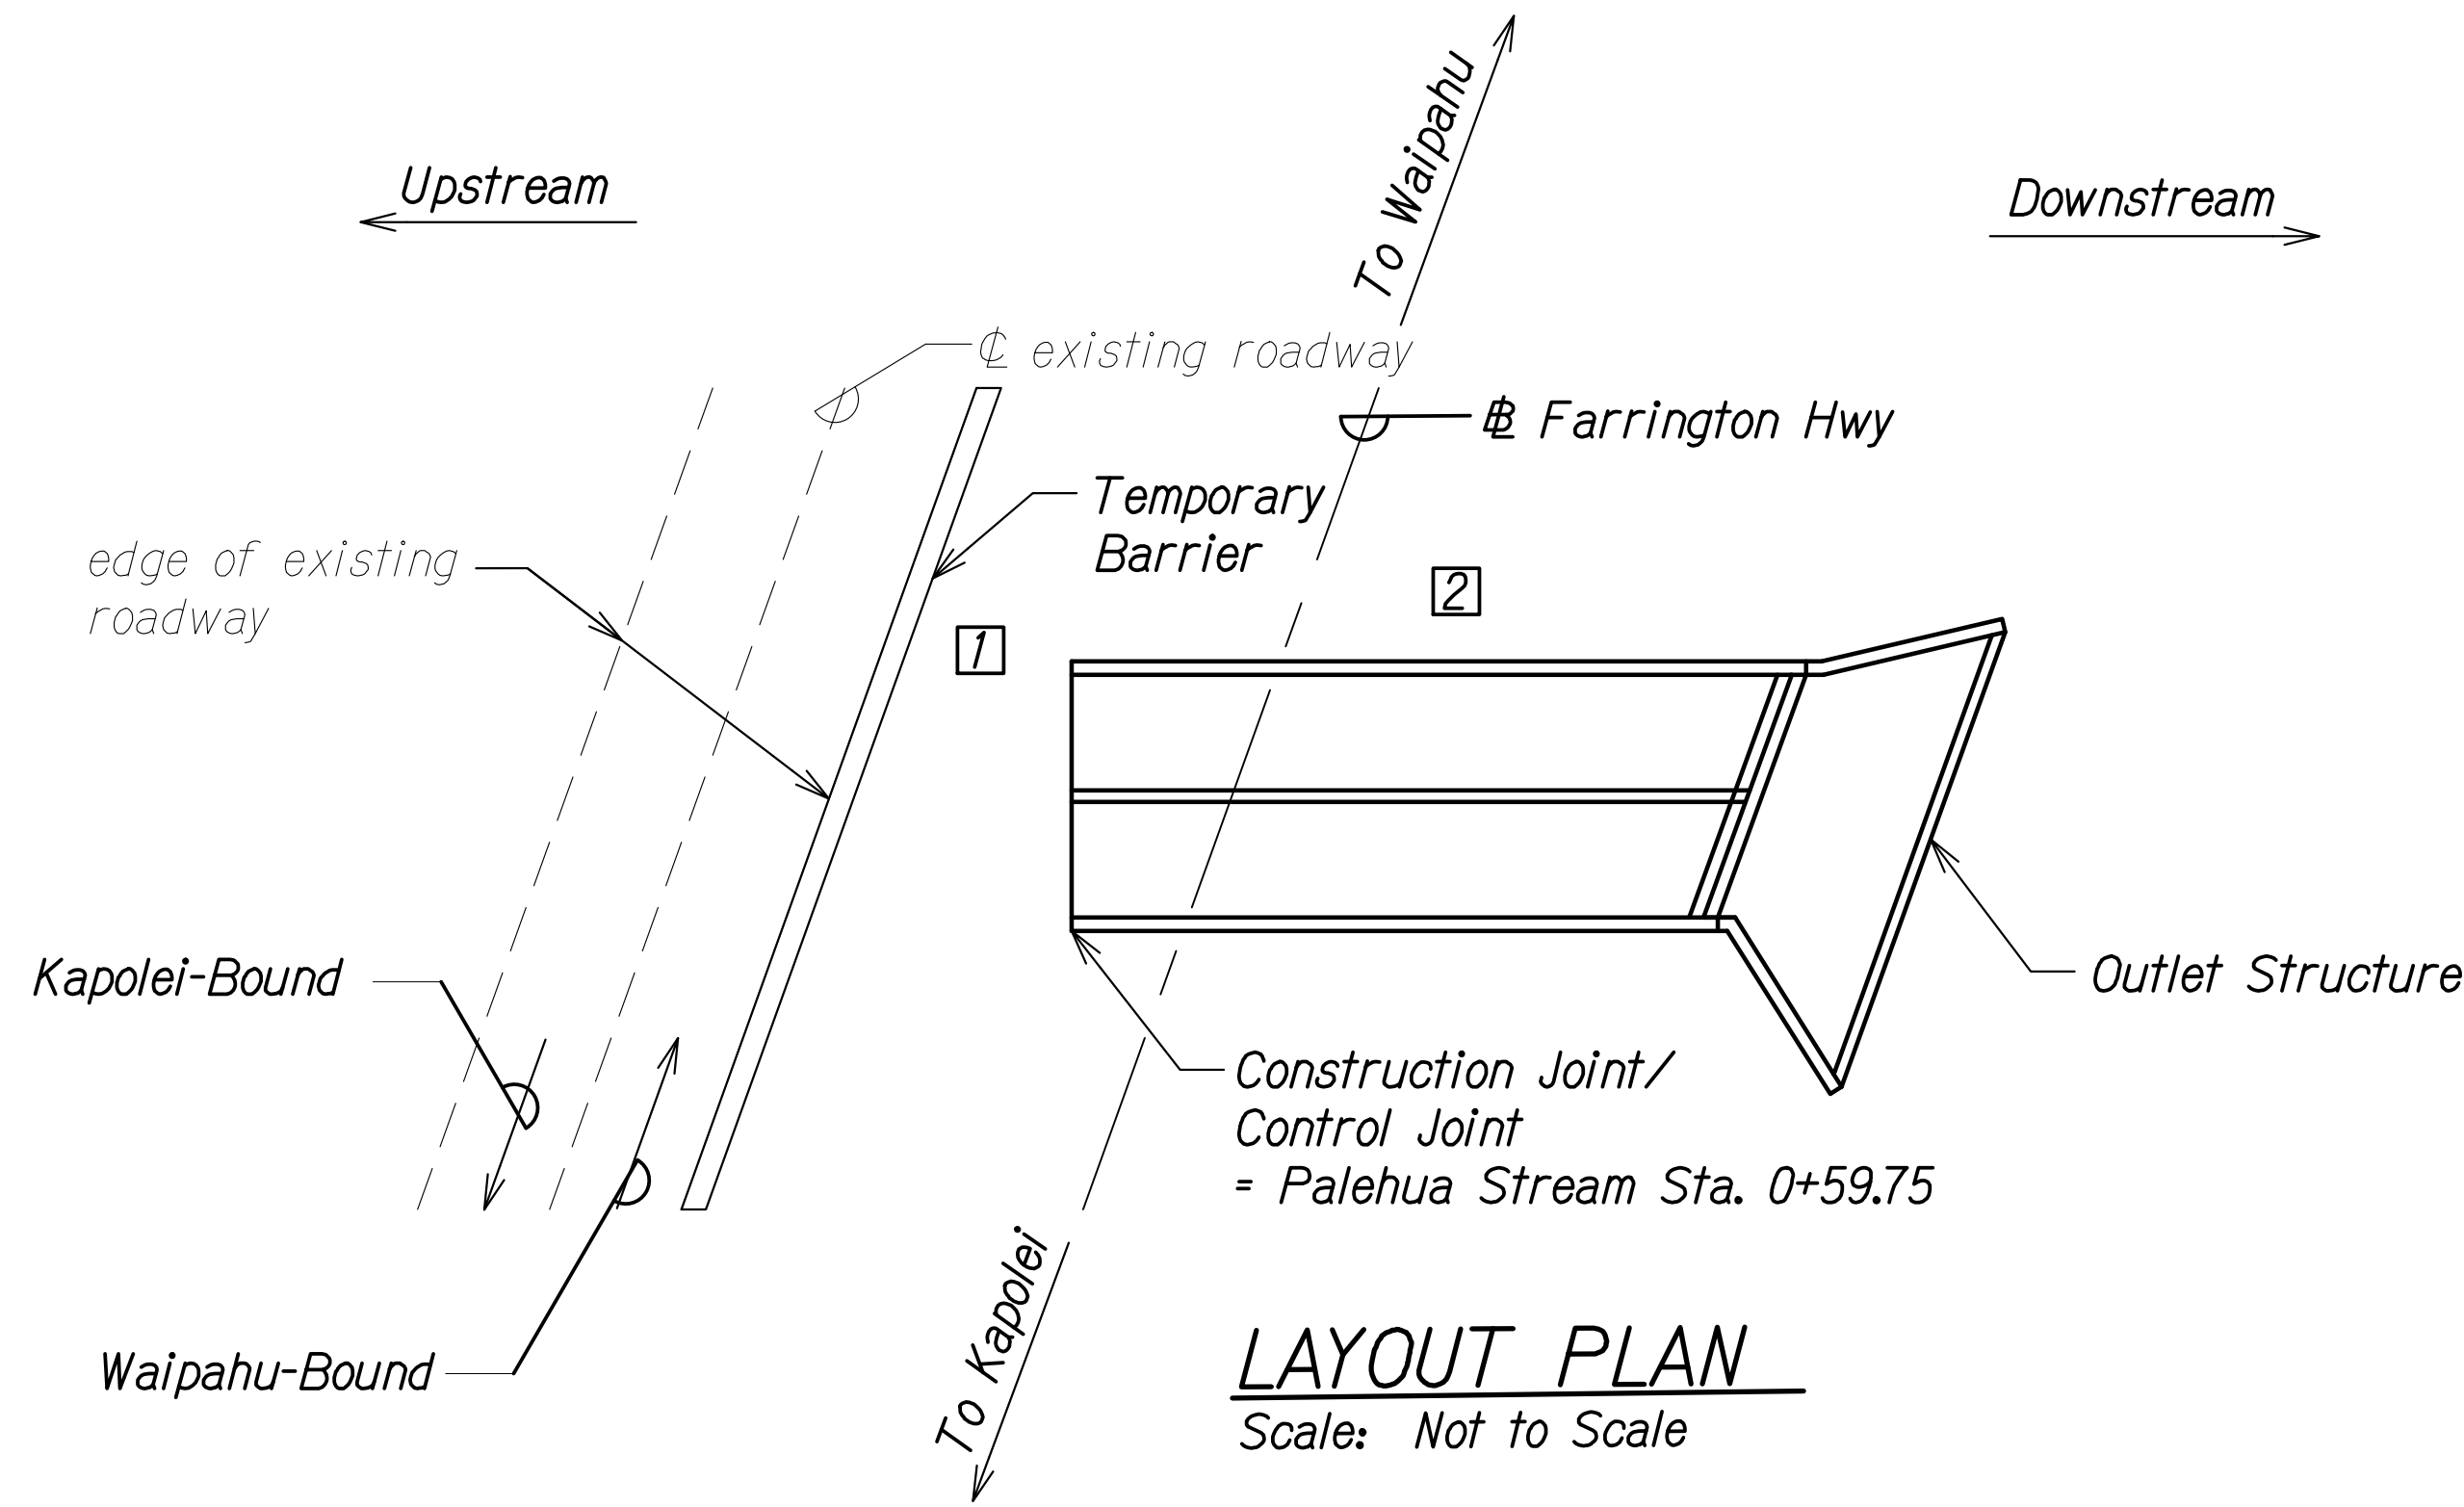 To Waipahu
Upstream
Downstream
℄ existing roadway
℄ Farrington Hwy
Temporary
Barrier
edge of existing
roadway
2
1
Kapolei-Bound
Outlet Structure
Construction Joint/
Control Joint
= Palehua Stream Sta. 0+59.75
To Kapolei
Waipahu-Bound
LAYOUT PLAN
Scale: Not to Scale